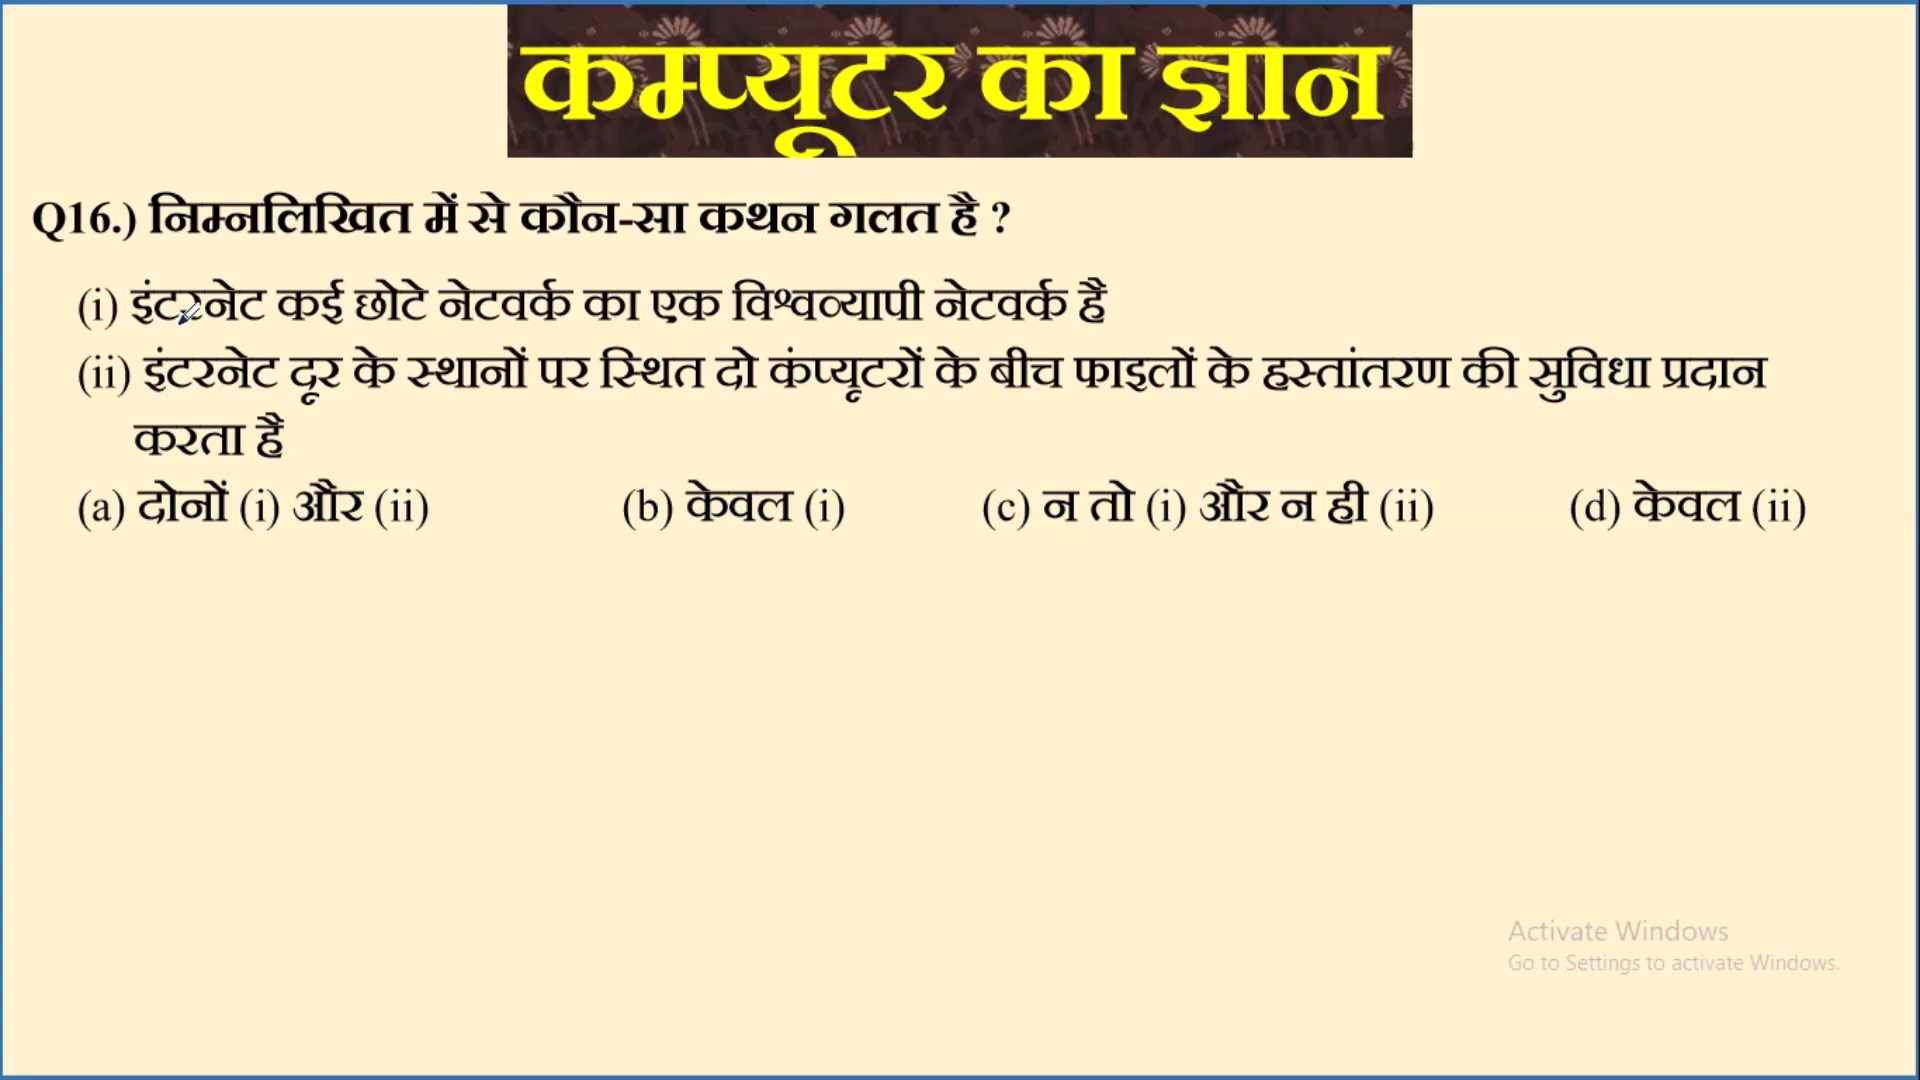 कम्प्यूटर का ज्ञान
Q16.) निम्नलिखित में से कौन-सा कथन गलत है ?
(i) इंटरनेट कई छोटे नेटवर्क का एक विश्वव्यापी नेटवर्क है
(ii) इंटरनेट दूर के स्थानों पर स्थित दो कंप्यूटरों के बीच फाइलों के हस्तांतरण की सुविधा प्रदान
करता है
(a) दोनों (i) और (ii) (b) केवल (i) (c) न तो (i) और न ही (ii) (d) केवल (ii)
Activate Windows
Go to Settings to activate Windows.